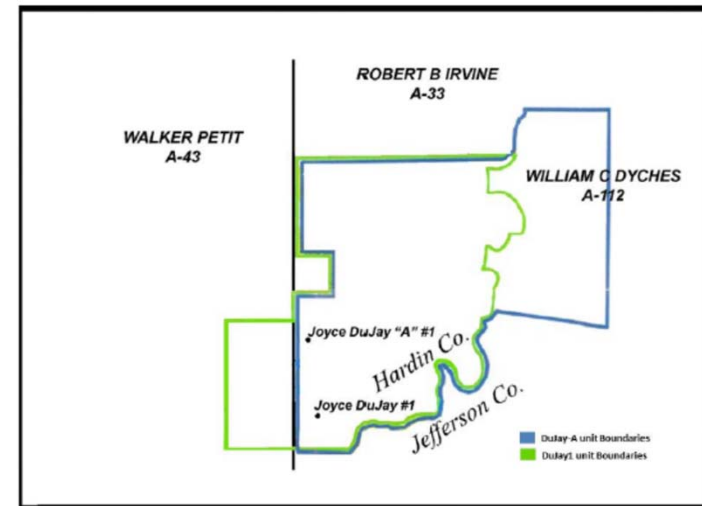 ROBERT B IRVINE
A-33
WALKER PETIT
A-43
WILLIAM C DYCHES
A-112
Joyce DuJay "A" #1
Hardin Co.
Joyce DuJay #1
Jefferson Co.
DuJay-A unit Boundaries
DuJay1 unit Boundaries